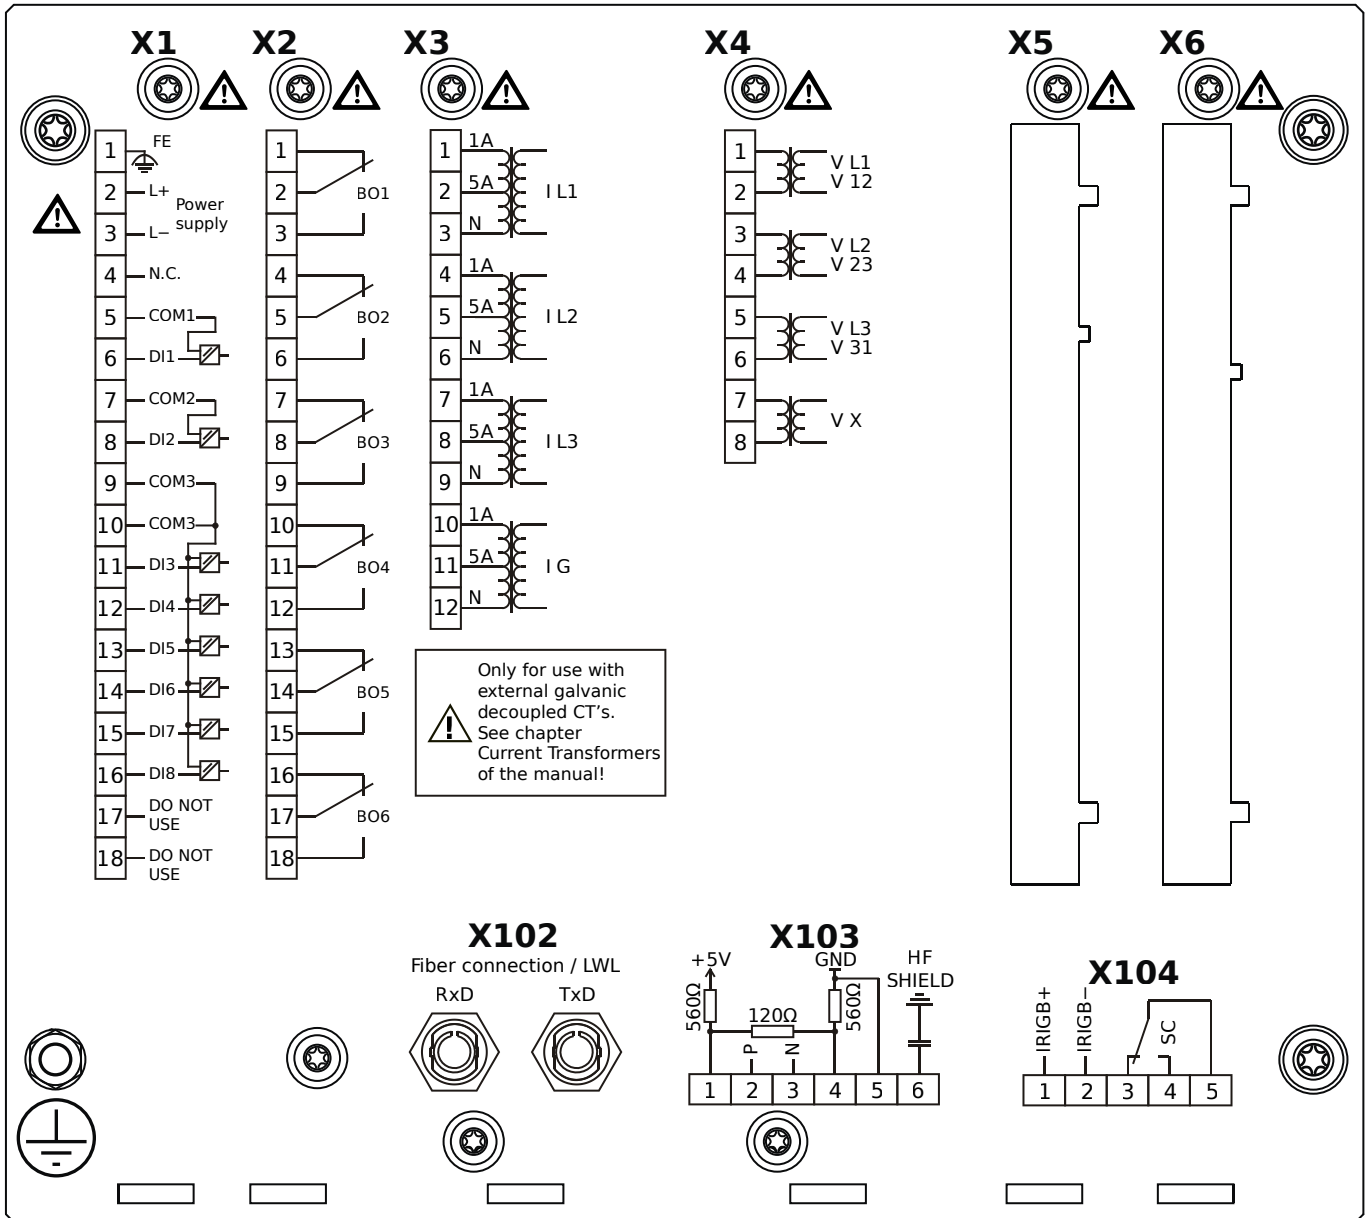 X1 X2 X3 X4 X5 X6
1 FE
2 L+ Power
3 L− supply
4 N.C.
5 COM1
6 DI1
7 COM2
8 DI2
9 COM3
10 COM3
11 DI3
12 DI4
13 DI5
14 DI6
15 DI7
16 DI8
17 DO NOT
USE
18 DO NOT
USE
1
2 BO1
3
4
5 BO2
6
7
8 BO3
9
10
11 BO4
12
13
14 BO5
15
16
17 BO6
18
1 1A
2 5A I L1
3 N
4 1A
5 5A I L2
6 N
7 1A
8 5A I L3
9 N
10 1A
11 5A I G
12 N
Only for use with
external galvanic
decoupled CT's.
See chapter
Current Transformers
of the manual!
1 V L1
2 V 12
3 V L2
4 V 23
5 V L3
6 V 31
7 V X
8
X102
Fiber connection / LWL
RxD TxD
X103
+5V GND HF
SHIELD
560Ω 120Ω 560Ω
P N
1 2 3 4 5 6
X104
IRIGB+ IRIGB− SC
1 2 3 4 5